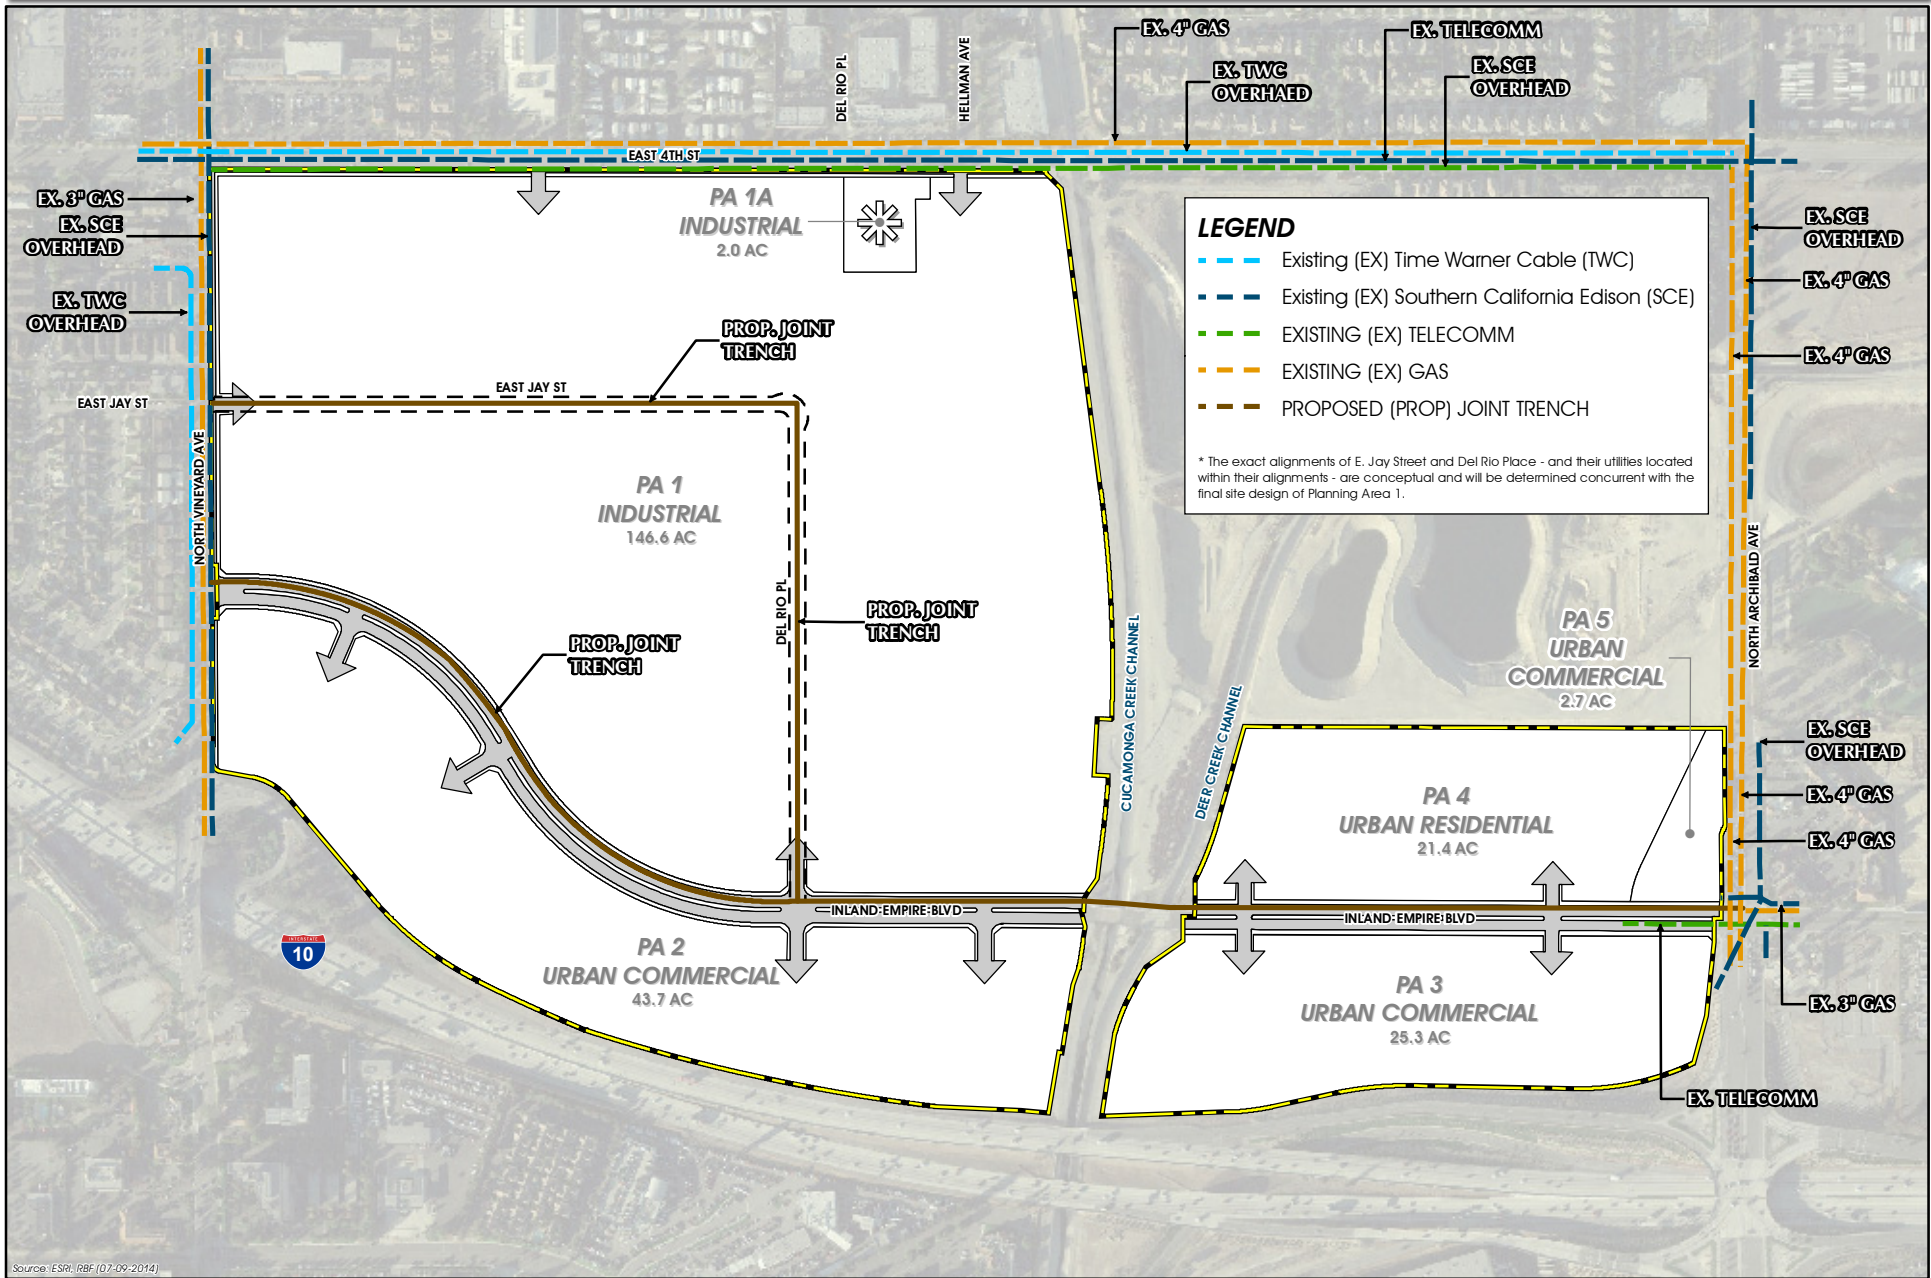 EX. 4" GAS
EX. TELECOMM
EX. TWC
OVERHAED
EX. SCE
OVERHEAD
DEL RIO PL
HELLMAN AVE
EAST 4TH ST
EX. 3" GAS
EX. SCE
OVERHEAD
EX. TWC
OVERHEAD
PA 1A
INDUSTRIAL
2.0 AC
LEGEND
Existing (EX) Time Warner Cable (TWC)
Existing (EX) Southern California Edison (SCE)
EXISTING (EX) TELECOMM
EXISTING (EX) GAS
PROPOSED (PROP) JOINT TRENCH
* The exact alignments of E. Jay Street and Del Rio Place - and their utilities located
within their alignments - are conceptual and will be determined concurrent with the
final site design of Planning Area 1.
EX. SCE
OVERHEAD
EX. 4" GAS
EX. 4" GAS
PROP. JOINT
TRENCH
EAST JAY ST
EAST JAY ST
NORTH VINEYARD AVE
PA 1
INDUSTRIAL
146.6 AC
DEL RIO PL
PROP. JOINT
TRENCH
PROP. JOINT
TRENCH
CUCAMONGA CREEK CHANNEL
DEER CREEK CHANNEL
NORTH ARCHIBALD AVE
PA 5
URBAN
COMMERCIAL
2.7 AC
EX. SCE
OVERHEAD
EX. 4" GAS
EX. 4" GAS
PA 4
URBAN RESIDENTIAL
21.4 AC
INLAND EMPIRE BLVD
INLAND EMPIRE BLVD
INTERSTATE
10
PA 2
URBAN COMMERCIAL
43.7 AC
PA 3
URBAN COMMERCIAL
25.3 AC
EX. 3" GAS
EX. TELECOMM
Source: ESRI, RBF (07-09-2014)